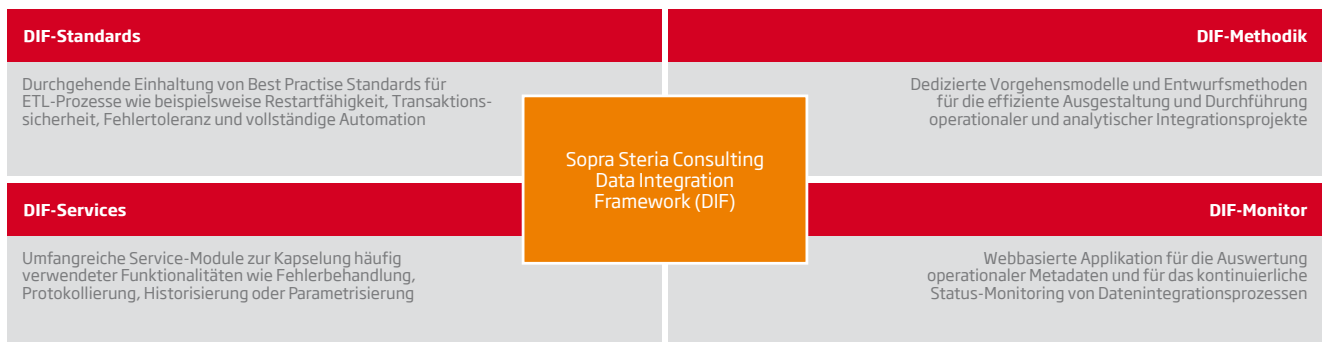 DIF-Standards
Durchgehende Einhaltung von Best Practise Standards für
ETL-Prozesse wie beispielsweise Restartfähigkeit, Transaktions-
sicherheit, Fehlertoleranz und vollständige Automation
DIF-Methodik
Dedizierte Vorgehensmodelle und Entwurfsmethoden
für die effiziente Ausgestaltung und Durchführung
operationaler und analytischer Integrationsprojekte
Sopra Steria Consulting
Data Integration
Framework (DIF)
DIF-Services
Umfangreiche Service-Module zur Kapselung häufig
verwendeter Funktionalitäten wie Fehlerbehandlung,
Protokollierung, Historisierung oder Parametrisierung
DIF-Monitor
Webbasierte Applikation für die Auswertung
operationaler Metadaten und für das kontinuierliche
Status-Monitoring von Datenintegrationsprozessen